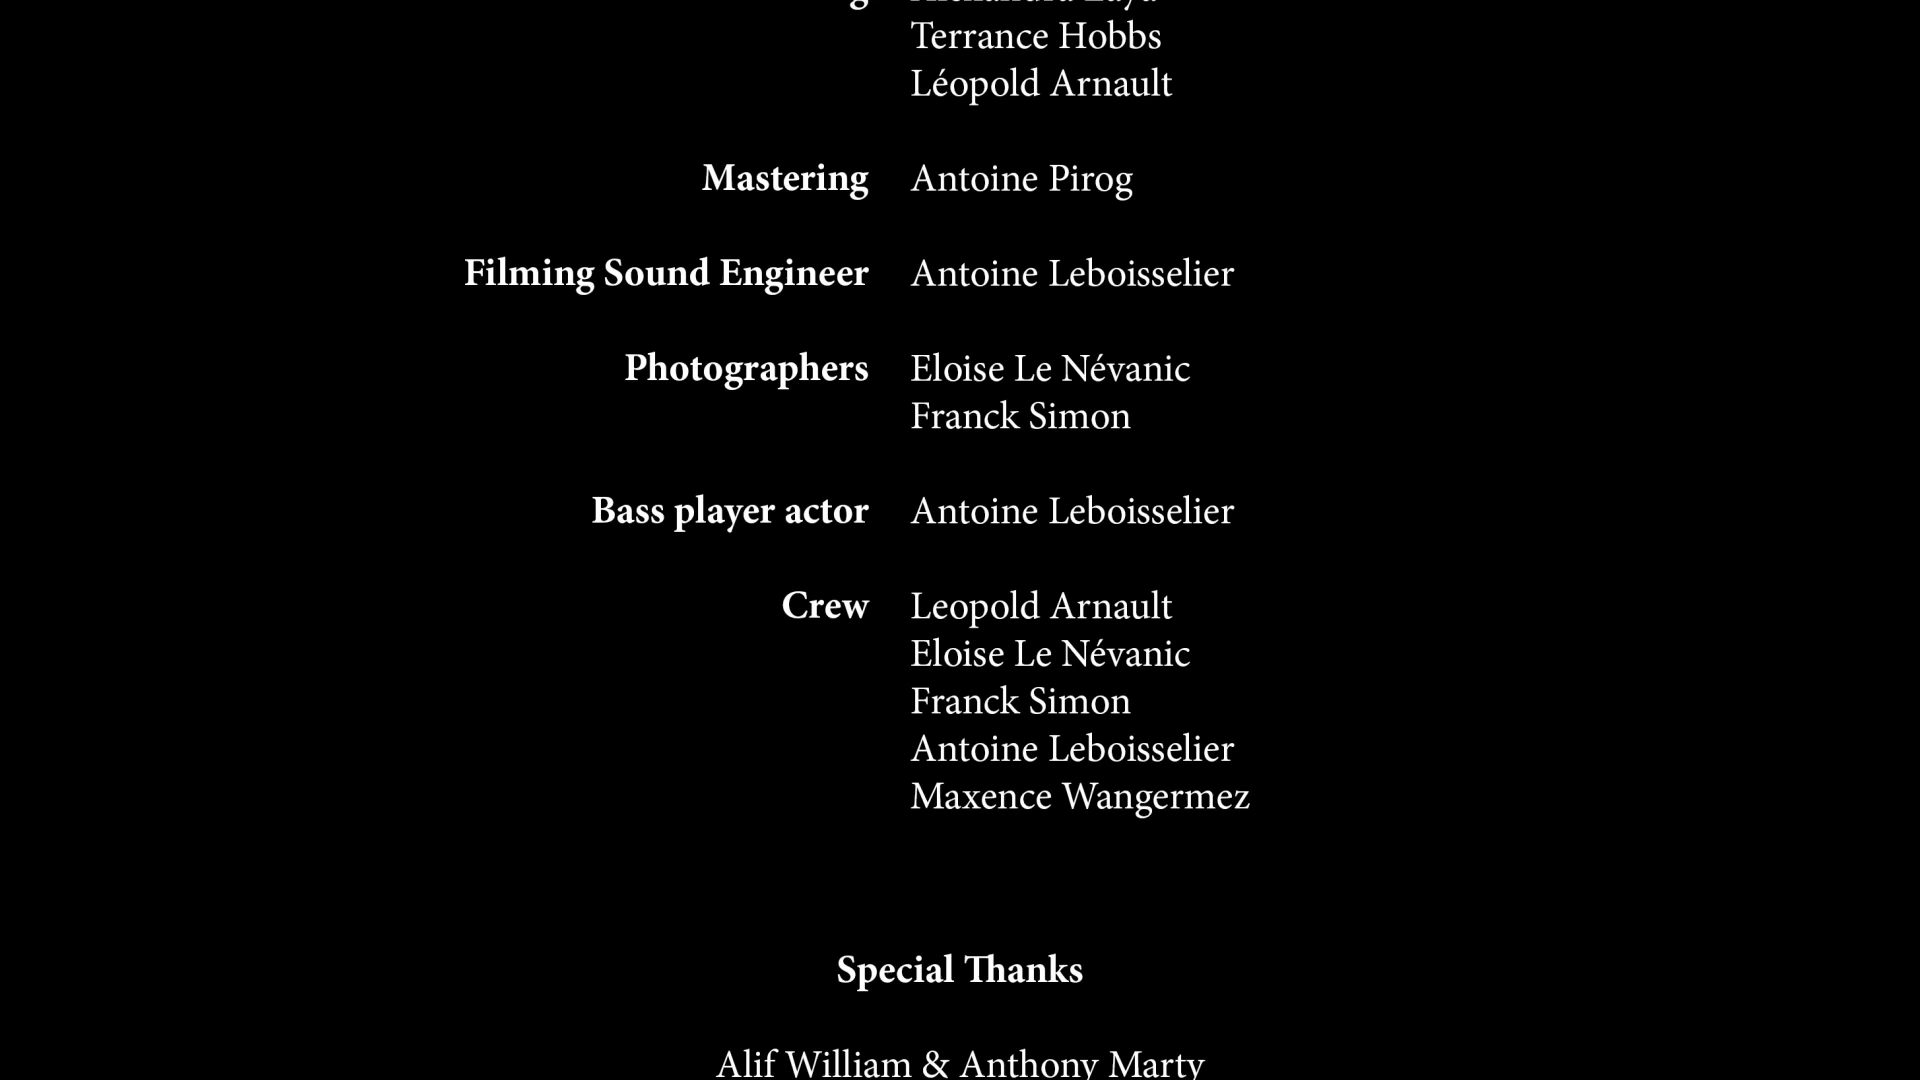 Terrance Hobbs
Léopold Arnault
Mastering Antoine Pirog
Filming Sound Engineer Antoine Leboisselier
Photographers Eloise Le Névanic
Franck Simon
Bass player actor Antoine Leboisselier
Crew Leopold Arnault
Eloise Le Névanic
Franck Simon
Antoine Leboisselier
Maxence Wangermez
Special Thanks
Alif William & Anthony Marty